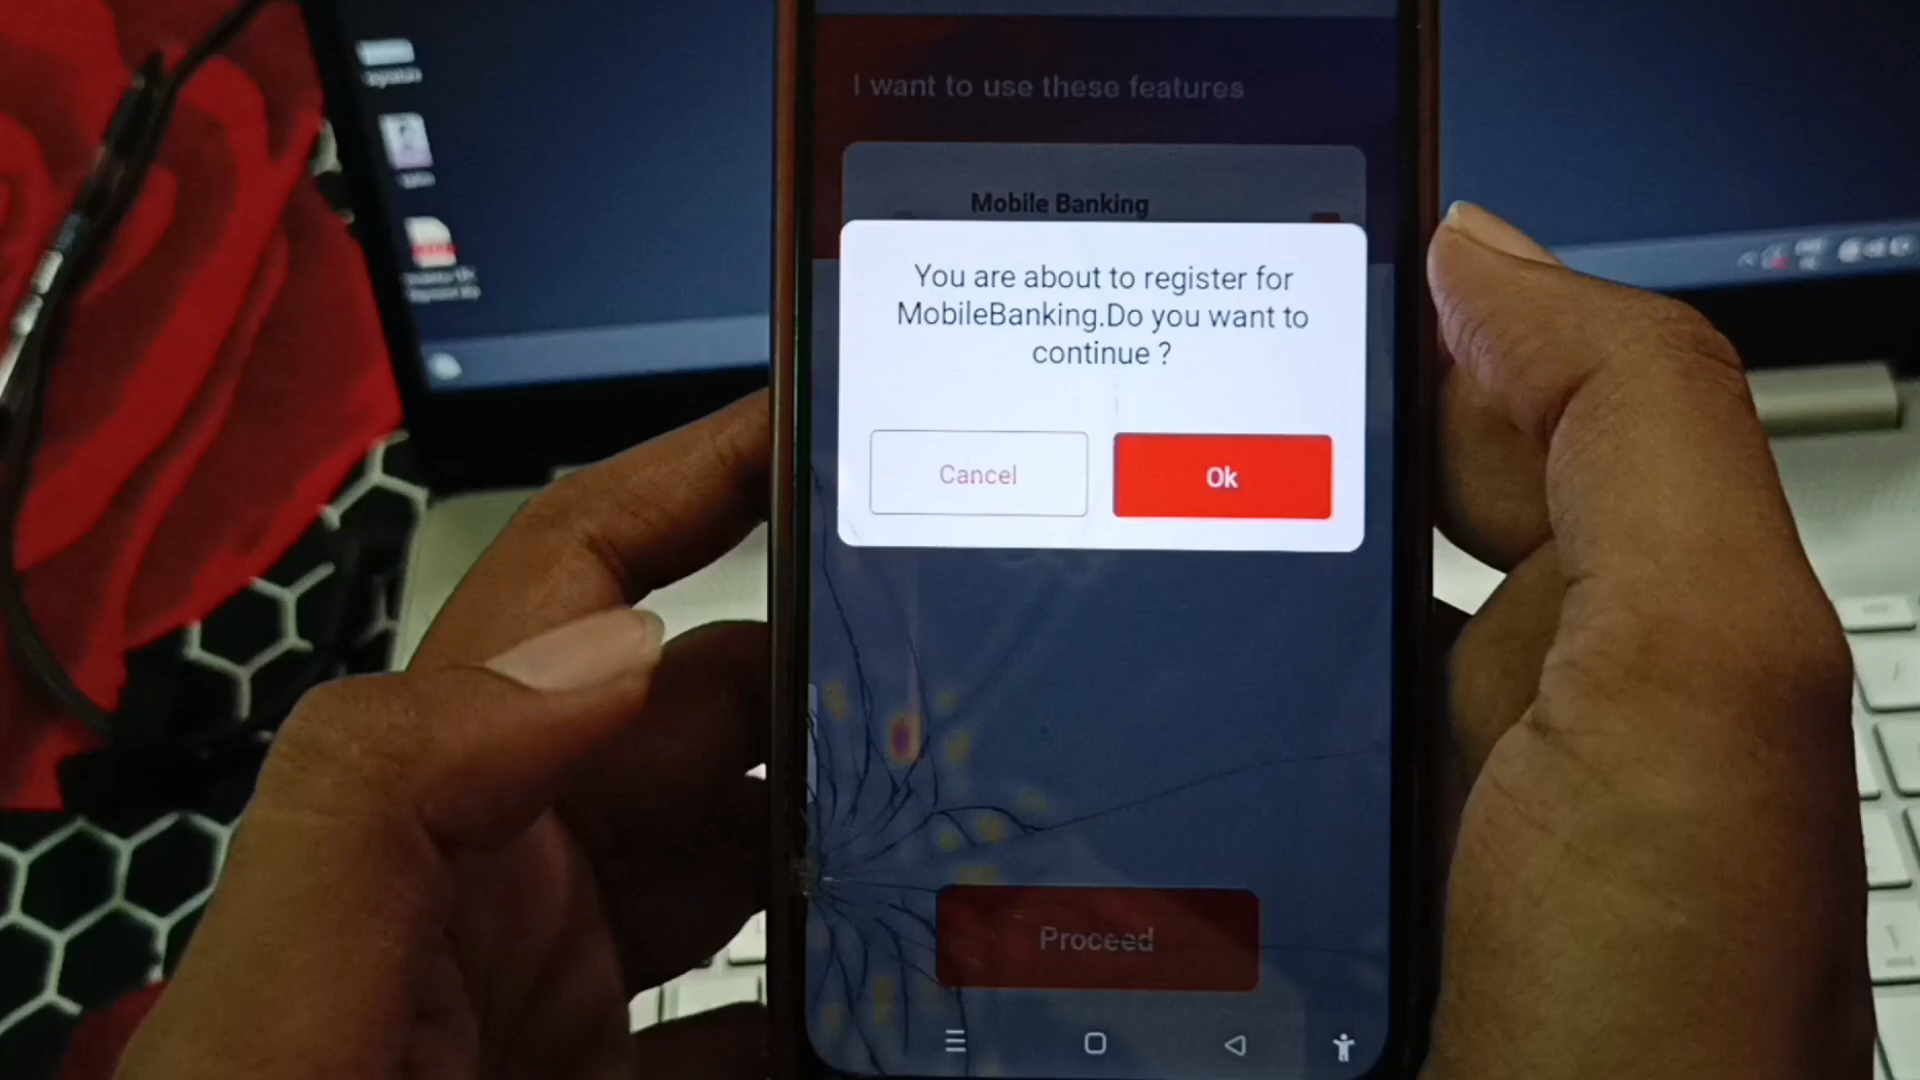 I want to use these features
Mobile Banking
You are about to register for
MobileBanking.Do you want to
continue ?
Cancel
Ok
Proceed